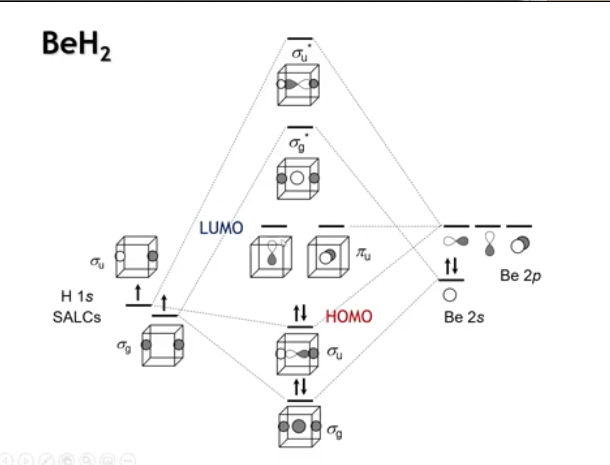 BeH₂
σu*
σg*
LUMO
πu
σu
H 1s
SALCs
σg
Be 2p
Be 2s
HOMO
σu
σg